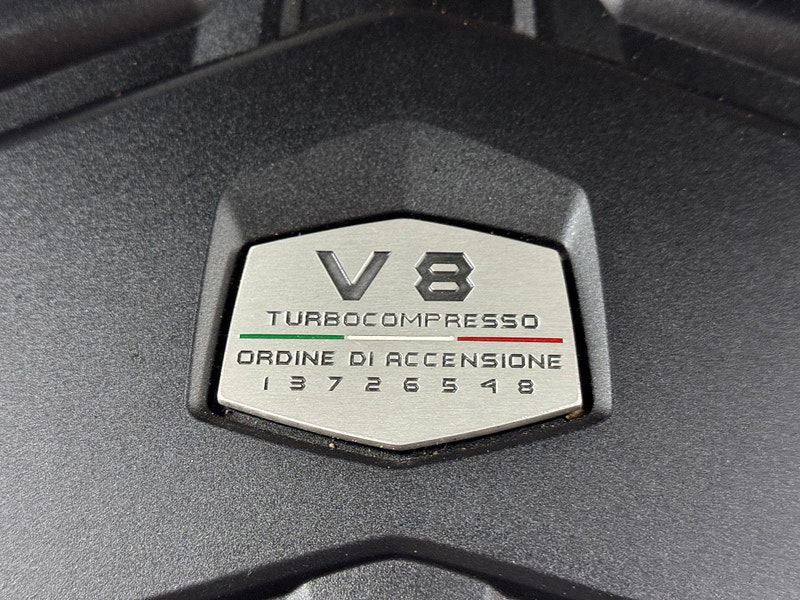 V8
TURBOCOMPRESSO
ORDINE DI ACCENSIONE
1 3 7 2 6 5 4 8